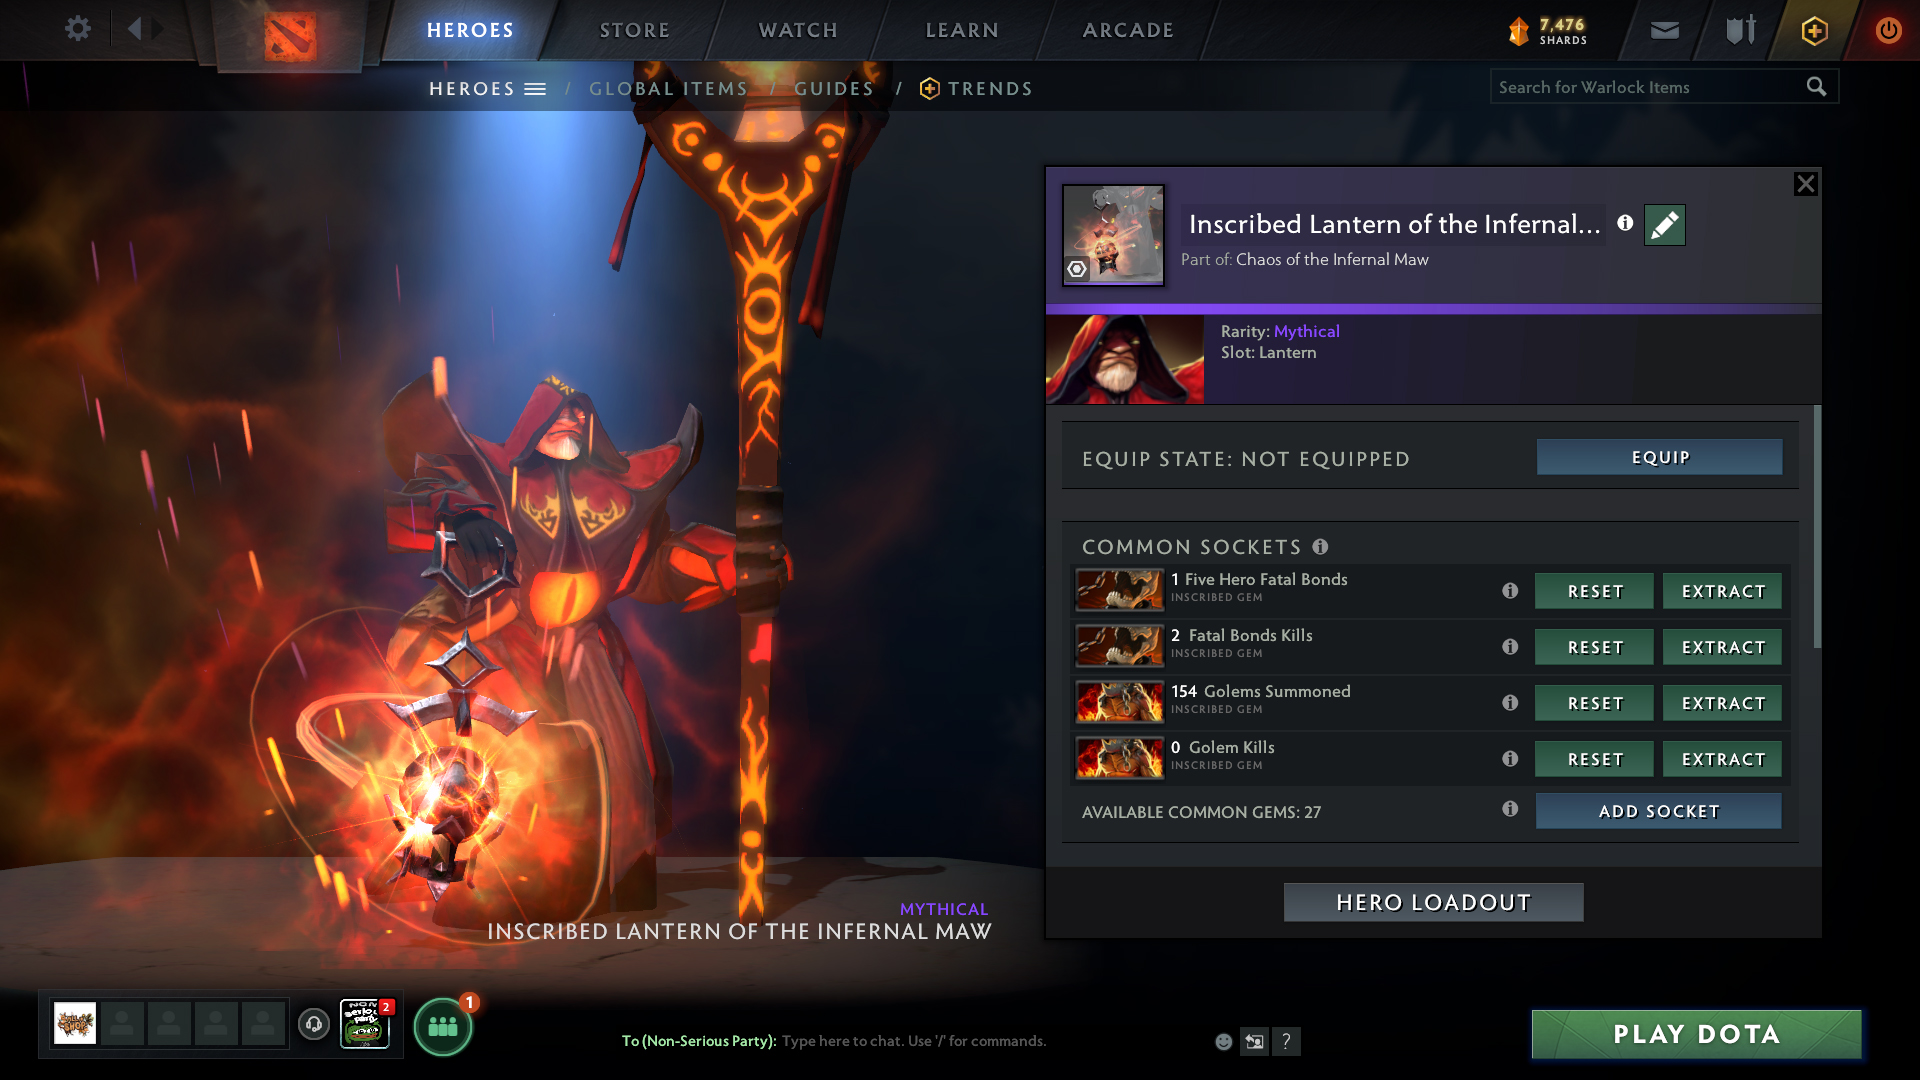 HEROES
STORE
WATCH
LEARN
ARCADE
7,476
SHARDS
HEROES / GLOBAL ITEMS / GUIDES / TRENDS
Search for Warlock Items
Inscribed Lantern of the Infernal...
Part of: Chaos of the Infernal Maw
Rarity: Mythical
Slot: Lantern
EQUIP STATE: NOT EQUIPPED
EQUIP
COMMON SOCKETS
1 Five Hero Fatal Bonds
INSCRIBED GEM
RESET
EXTRACT
2 Fatal Bonds Kills
INSCRIBED GEM
RESET
EXTRACT
154 Golems Summoned
INSCRIBED GEM
RESET
EXTRACT
0 Golem Kills
INSCRIBED GEM
RESET
EXTRACT
AVAILABLE COMMON GEMS: 27
ADD SOCKET
HERO LOADOUT
MYTHICAL
INSCRIBED LANTERN OF THE INFERNAL MAW
2
1
To (Non-Serious Party): Type here to chat. Use '/' for commands.
?
PLAY DOTA